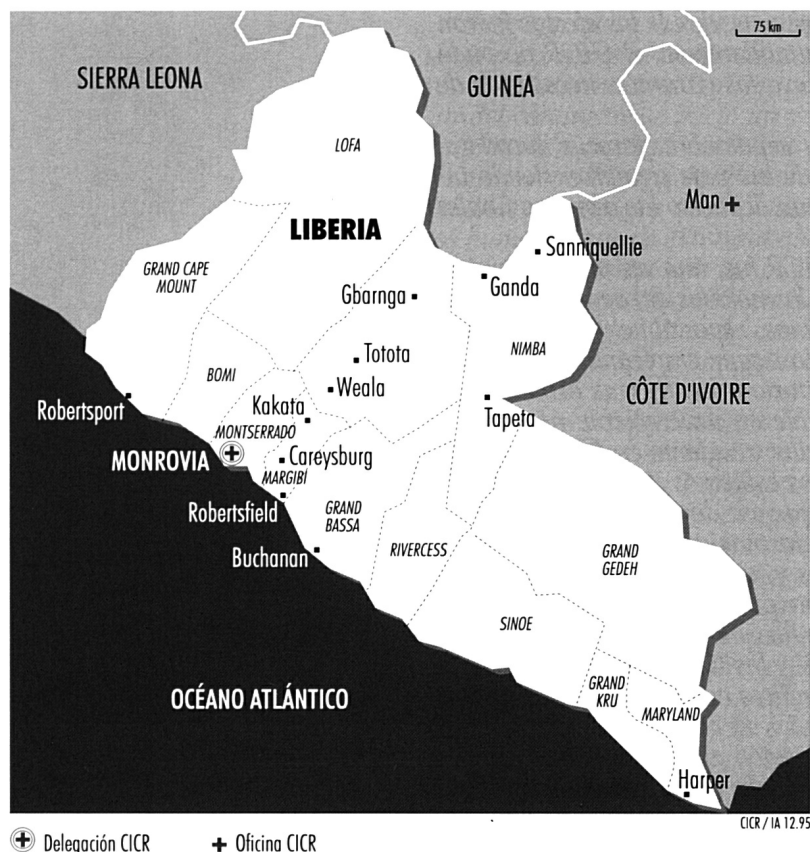 75 km
SIERRA LEONA
GUINEA
LOFA
Man
LIBERIA
Sanniquellie
GRAND CAPE
MOUNT
Ganda
Gbarnga
NIMBA
Totota
BOMI
Weala
CÔTE D'IVOIRE
Robertsport
Kakata
Tapeta
MONTSERRADO
MONROVIA
Careysburg
MARGIBI
Robertsfield
GRAND
BASSA
Buchanan
RIVERCESS
GRAND
GEDEH
SINOE
OCÉANO ATLÁNTICO
GRAND
KRU
MARYLAND
Harper
CICR / IA 12.95
Delegación CICR
Oficina CICR